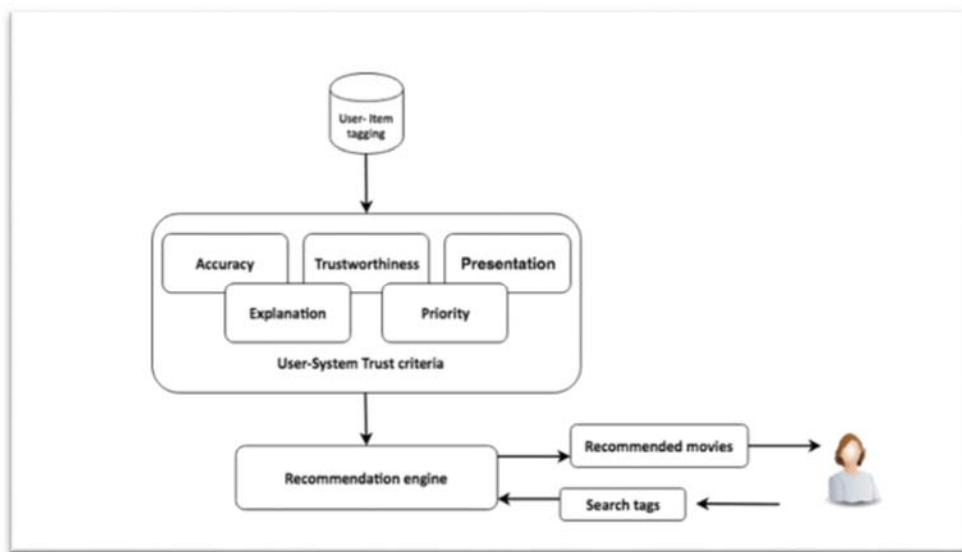 User- Item
tagging
Accuracy
Trustworthiness
Presentation
Explanation
Priority
User-System Trust criteria
Recommendation engine
Recommended movies
Search tags